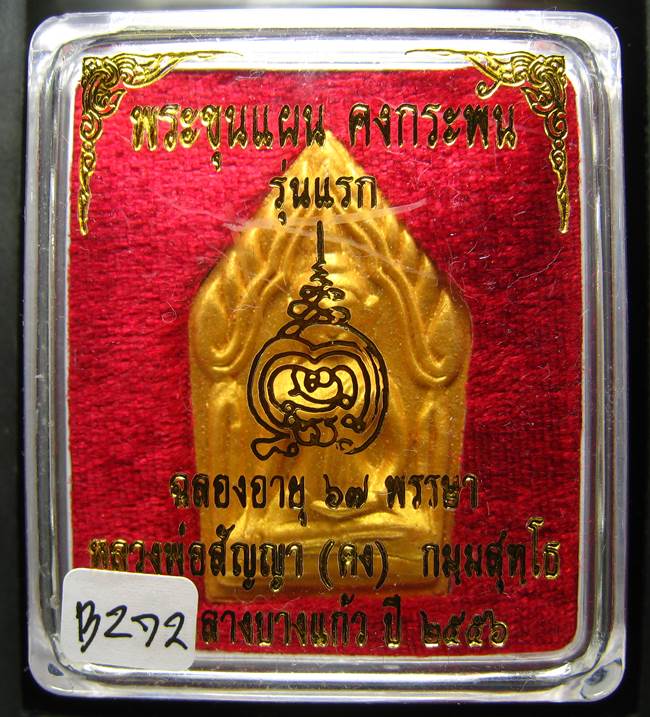 พระขุนแผน คงกระพัน
รุ่นแรก
ฉลองอายุ ๖๗ พรรษา
หลวงพ่อสัญญา (คง) กมฺมสุทฺโธ
ลางบางแก้ว ปี ๒๕๕๖
B272